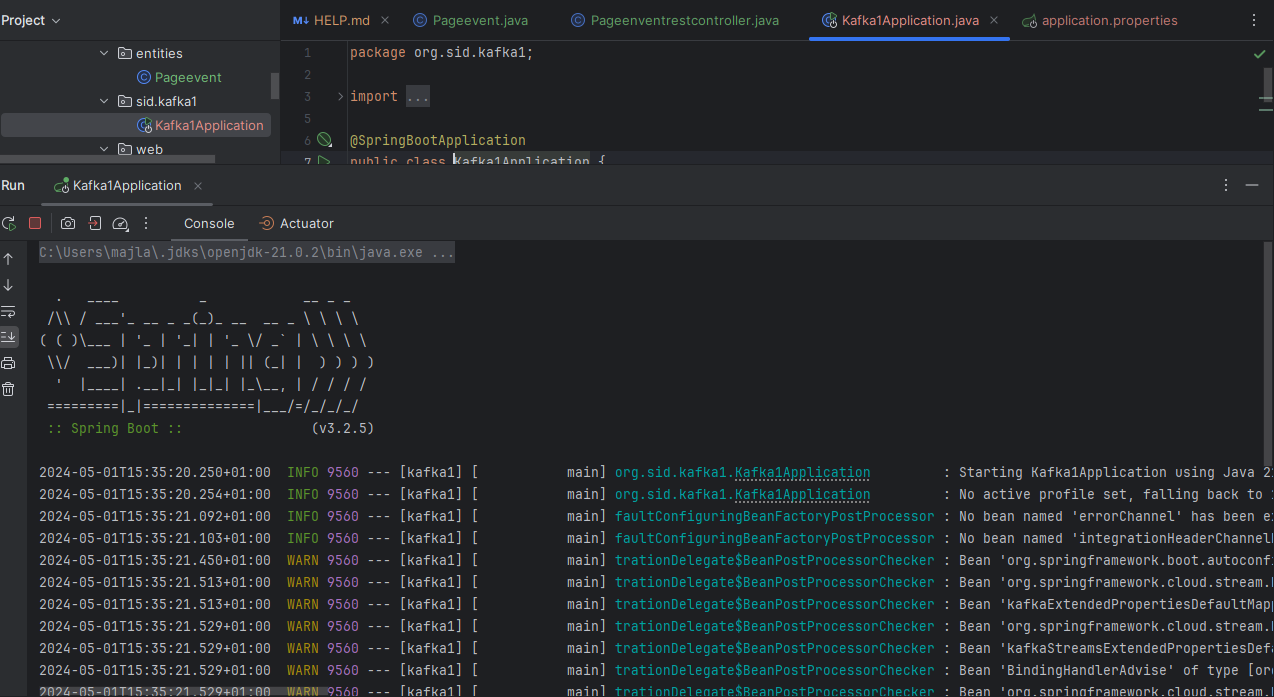 Project
HELP.md
Pageevent.java
Pageenventrestcontroller.java
Kafka1Application.java
application.properties
entities
Pageevent
sid.kafka1
Kafka1Application
web
1 package org.sid.kafka1;
2
3 import ...
5
6 @SpringBootApplication
7 public class Kafka1Application {
Run
Kafka1Application
Console
Actuator
C:\Users\majla\.jdks\openjdk-21.0.2\bin\java.exe ...
  .   ____          _            __ _ _
 /\\ / ___'_ __ _ _(_)_ __  __ _ \ \ \ \
( ( )\___ | '_ | '_| | '_ \/ _` | \ \ \ \
 \\/  ___)| |_)| | | | | || (_| |  ) ) ) )
  '  |____| .__|_| |_|_| |_\__, | / / / /
 =========|_|==============|___/=/_/_/_/
 :: Spring Boot ::                (v3.2.5)
2024-05-01T15:35:20.250+01:00  INFO 9560 --- [kafka1] [           main] org.sid.kafka1.Kafka1Application         : Starting Kafka1Application using Java 2
2024-05-01T15:35:20.254+01:00  INFO 9560 --- [kafka1] [           main] org.sid.kafka1.Kafka1Application         : No active profile set, falling back to
2024-05-01T15:35:21.092+01:00  INFO 9560 --- [kafka1] [           main] faultConfiguringBeanFactoryPostProcessor : No bean named 'errorChannel' has been e
2024-05-01T15:35:21.103+01:00  INFO 9560 --- [kafka1] [           main] faultConfiguringBeanFactoryPostProcessor : No bean named 'integrationHeaderChannel
2024-05-01T15:35:21.450+01:00  WARN 9560 --- [kafka1] [           main] trationDelegate$BeanPostProcessorChecker : Bean 'org.springframework.boot.autoconf
2024-05-01T15:35:21.513+01:00  WARN 9560 --- [kafka1] [           main] trationDelegate$BeanPostProcessorChecker : Bean 'org.springframework.cloud.stream.
2024-05-01T15:35:21.513+01:00  WARN 9560 --- [kafka1] [           main] trationDelegate$BeanPostProcessorChecker : Bean 'kafkaExtendedPropertiesDefaultMap
2024-05-01T15:35:21.529+01:00  WARN 9560 --- [kafka1] [           main] trationDelegate$BeanPostProcessorChecker : Bean 'org.springframework.cloud.stream.
2024-05-01T15:35:21.529+01:00  WARN 9560 --- [kafka1] [           main] trationDelegate$BeanPostProcessorChecker : Bean 'kafkaStreamsExtendedPropertiesDef
2024-05-01T15:35:21.529+01:00  WARN 9560 --- [kafka1] [           main] trationDelegate$BeanPostProcessorChecker : Bean 'BindingHandlerAdvise' of type [or
2024-05-01T15:35:21.529+01:00  WARN 9560 --- [kafka1] [           main] trationDelegate$BeanPostProcessorChecker : Bean 'org.springframework.cloud.stream.